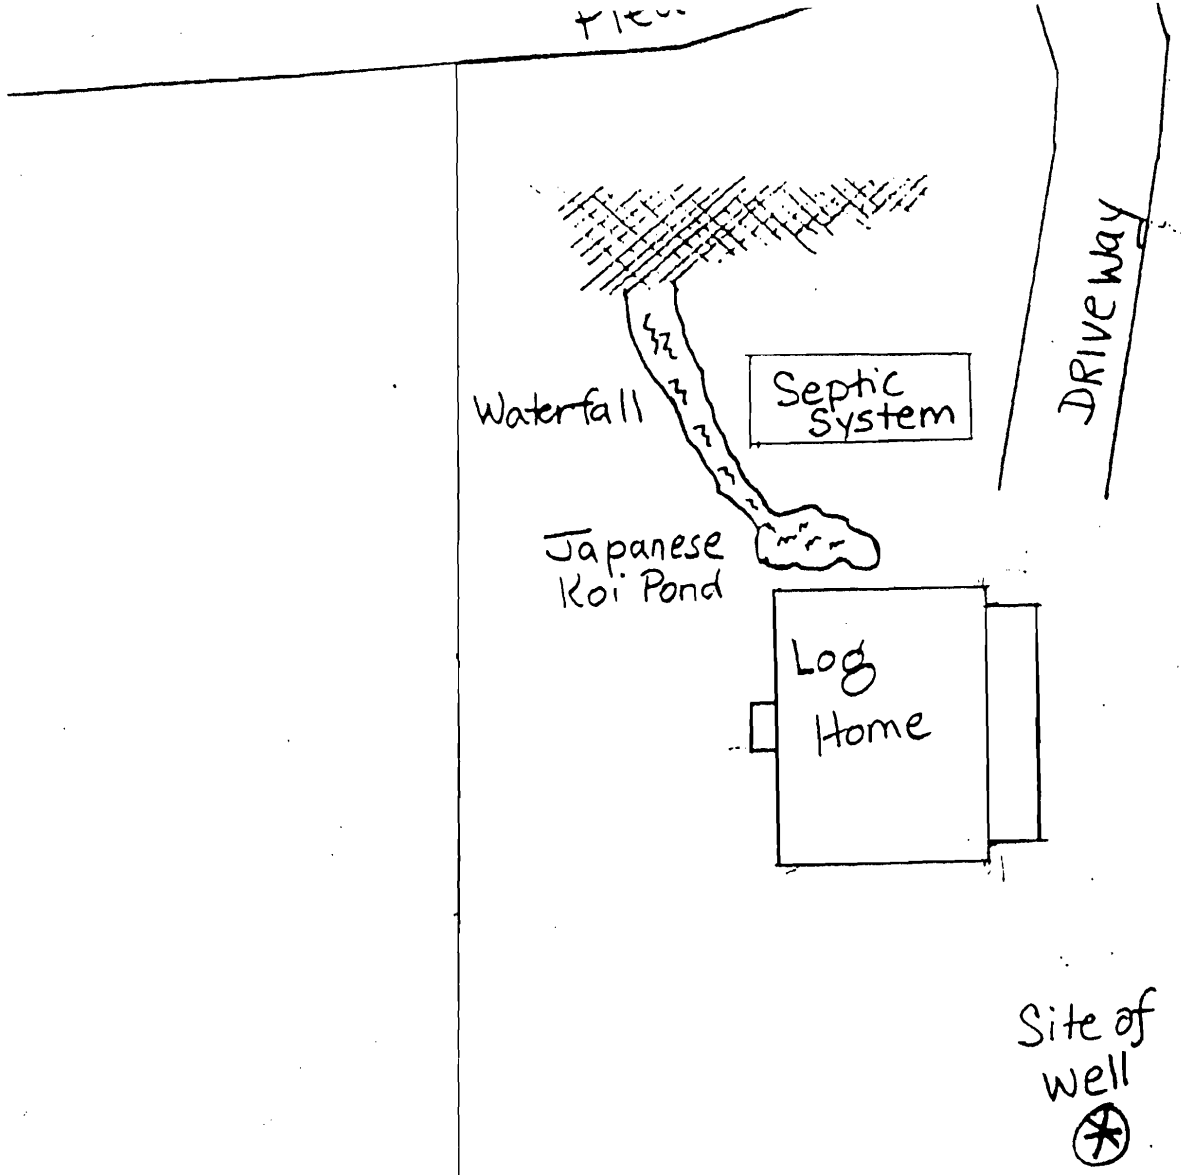 Waterfall
Septic
System
DRIVEWAY
Japanese
Koi Pond
Log
Home
Site of
well